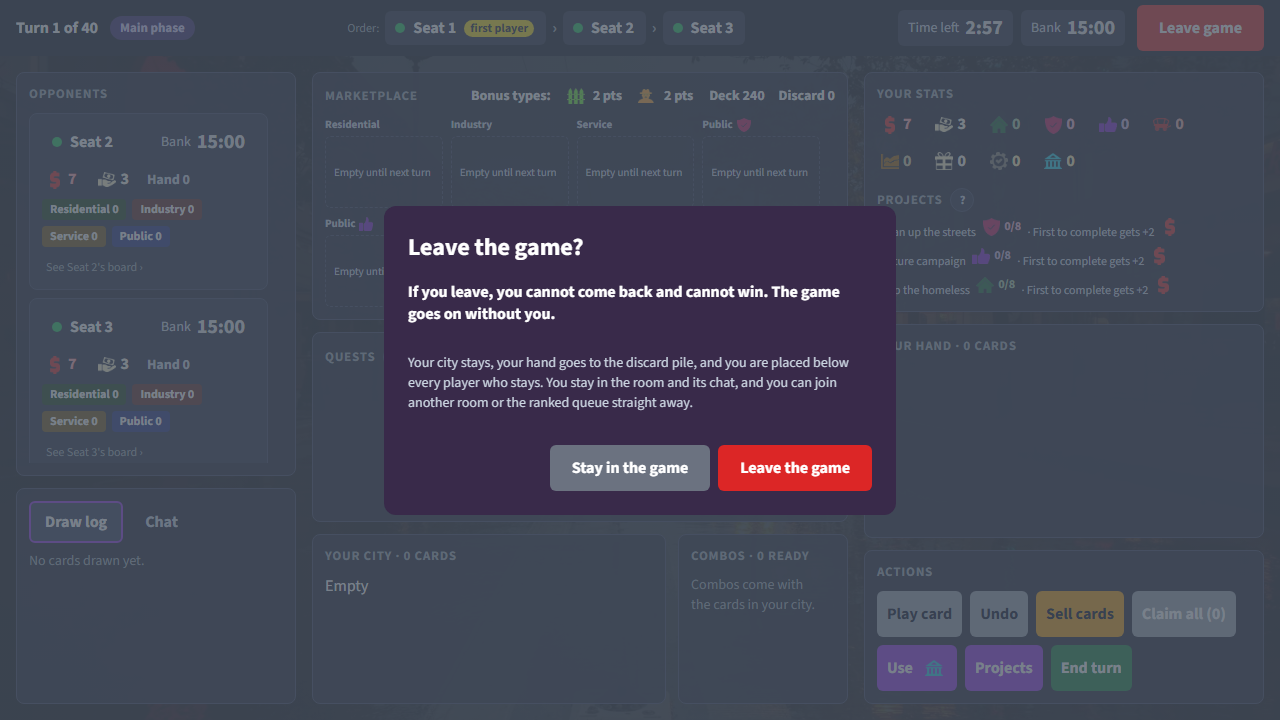 Turn 1 of 40 Main phase Order: Seat 1 first player › Seat 2 › Seat 3 Time left 2:57 Bank 15:00 Leave game
OPPONENTS
Seat 2 Bank 15:00
7 3 Hand 0
Residential 0 Industry 0
Service 0 Public 0
See Seat 2's board ›
Seat 3 Bank 15:00
7 3 Hand 0
Residential 0 Industry 0
Service 0 Public 0
See Seat 3's board ›
Draw log Chat
No cards drawn yet.
MARKETPLACE Bonus types: 2 pts 2 pts Deck 240 Discard 0
Residential Industry Service Public
Empty until next turn Empty until next turn Empty until next turn Empty until next turn
Public
Empty unti
QUESTS
Leave the game?
If you leave, you cannot come back and cannot win. The game
goes on without you.
Your city stays, your hand goes to the discard pile, and you are placed below
every player who stays. You stay in the room and its chat, and you can join
another room or the ranked queue straight away.
Stay in the game Leave the game
YOUR CITY · 0 CARDS
Empty
COMBOS · 0 READY
Combos come with
the cards in your city.
YOUR STATS
$ 7 3 0 0 0 0
0 0 0 0
PROJECTS ?
an up the streets 0/8 · First to complete gets +2 $
ture campaign 0/8 · First to complete gets +2 $
the homeless 0/8 · First to complete gets +2 $
UR HAND · 0 CARDS
ACTIONS
Play card Undo Sell cards Claim all (0)
Use Projects End turn